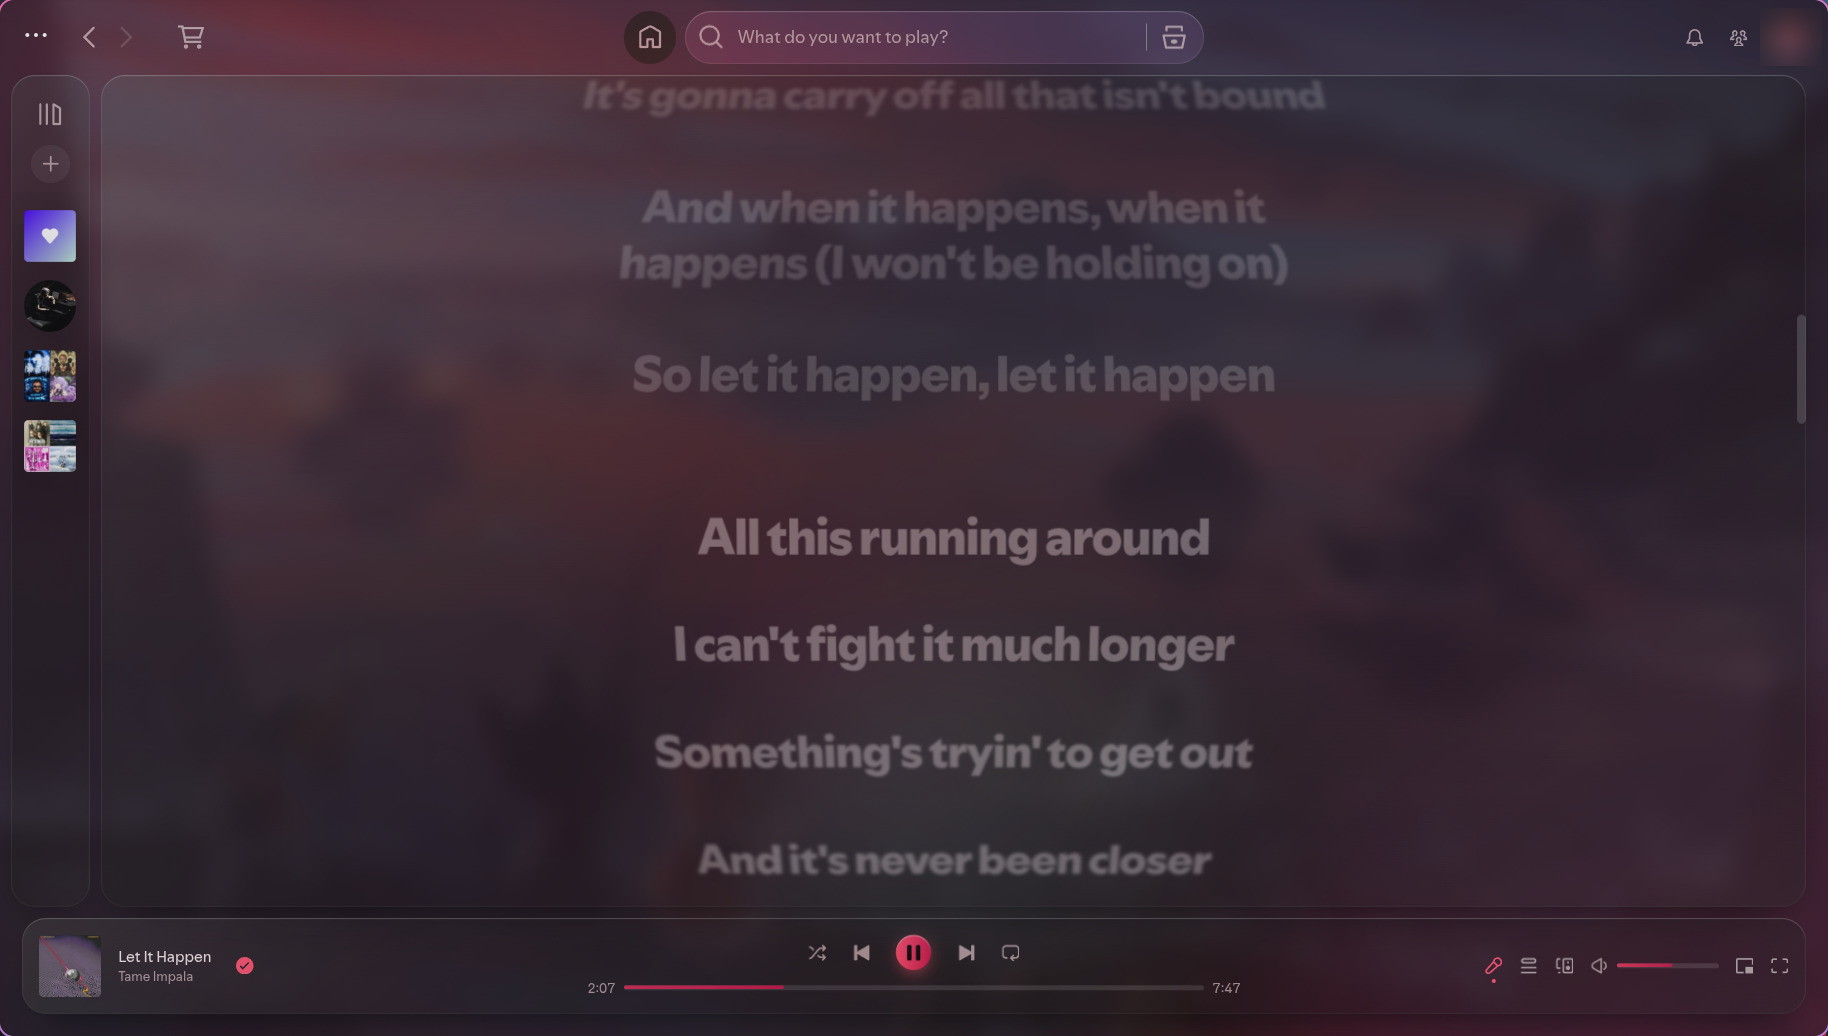 What do you want to play?
It's gonna carry off all that isn't bound
And when it happens, when it
happens (I won't be holding on)
So let it happen, let it happen
All this running around
I can't fight it much longer
Something's tryin' to get out
And it's never been closer
Let It Happen
Tame Impala
2:07
7:47